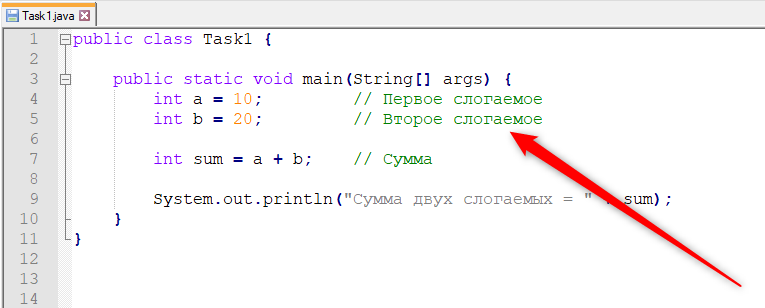 Task1.java
1 public class Task1 {
2
3 public static void main(String[] args) {
4 int a = 10; // Первое слогаемое
5 int b = 20; // Второе слогаемое
6
7 int sum = a + b; // Сумма
8
9 System.out.println("Сумма двух слогаемых = " sum);
10 }
11 }
12
13
14